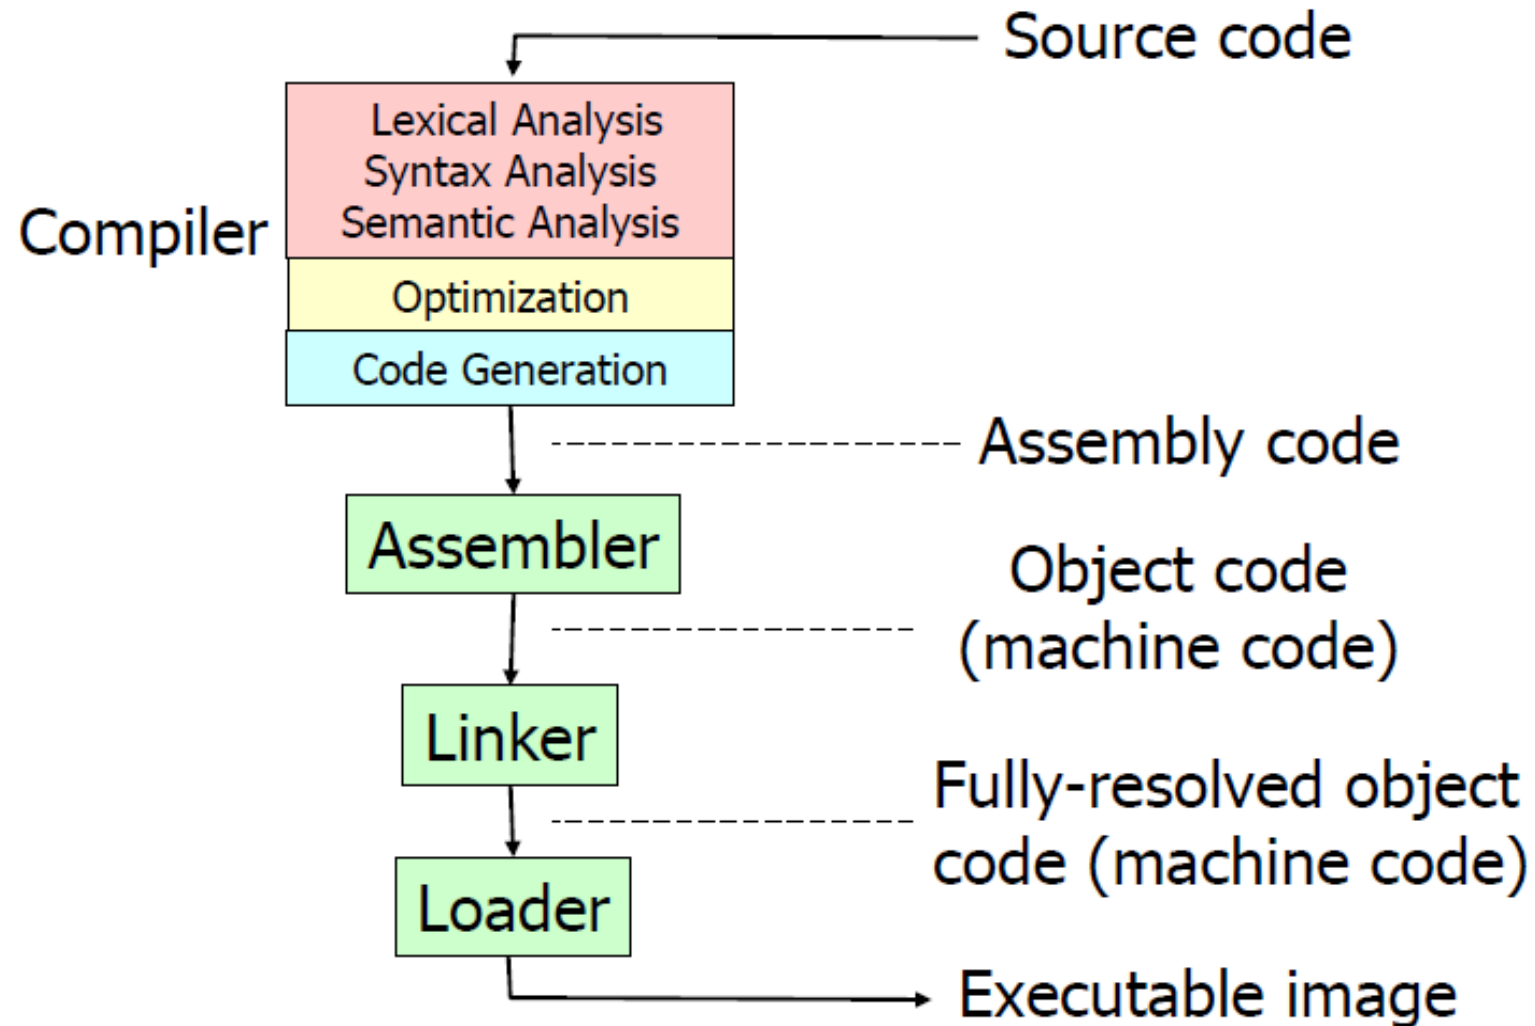 Source code
Lexical Analysis
Syntax Analysis
Semantic Analysis
Compiler
Optimization
Code Generation
Assembly code
Assembler
Object code
(machine code)
Linker
Fully-resolved object
code (machine code)
Loader
Executable image